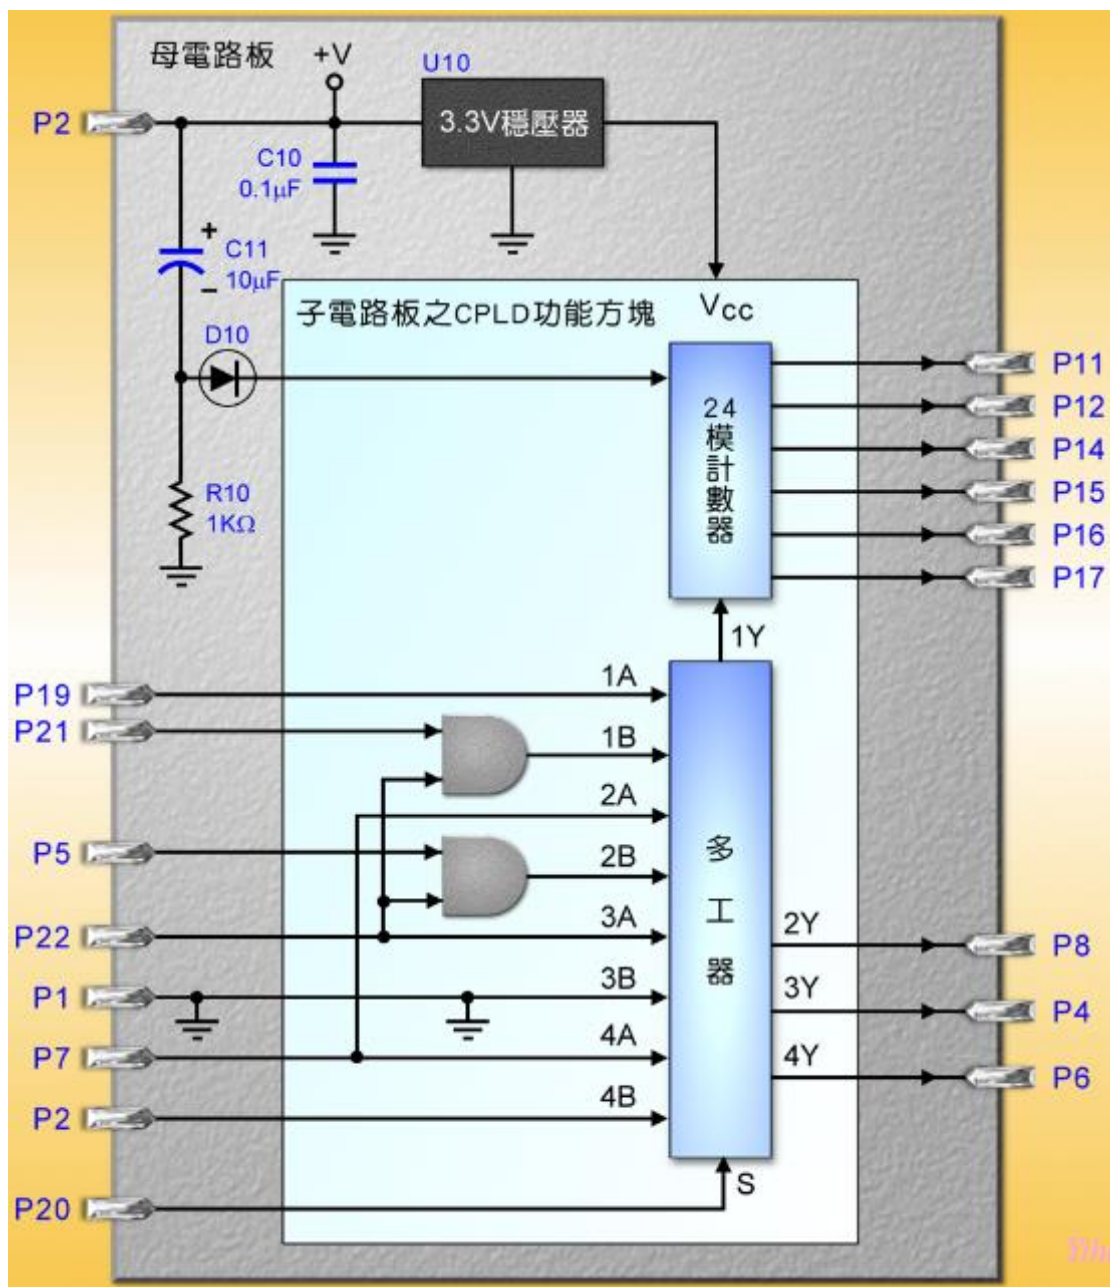 母電路板
+V
U10
P2
3.3V穩壓器
C10
0.1μF
+
C11
10μF
−
子電路板之CPLD功能方塊
VCC
D10
24模計數器
P11
P12
P14
P15
P16
P17
R10
1KΩ
1Y
P19
1A
P21
1B
2A
P5
2B
多工器
P22
3A
2Y
P8
P1
3B
3Y
P4
P7
4A
4Y
P6
P2
4B
P20
S